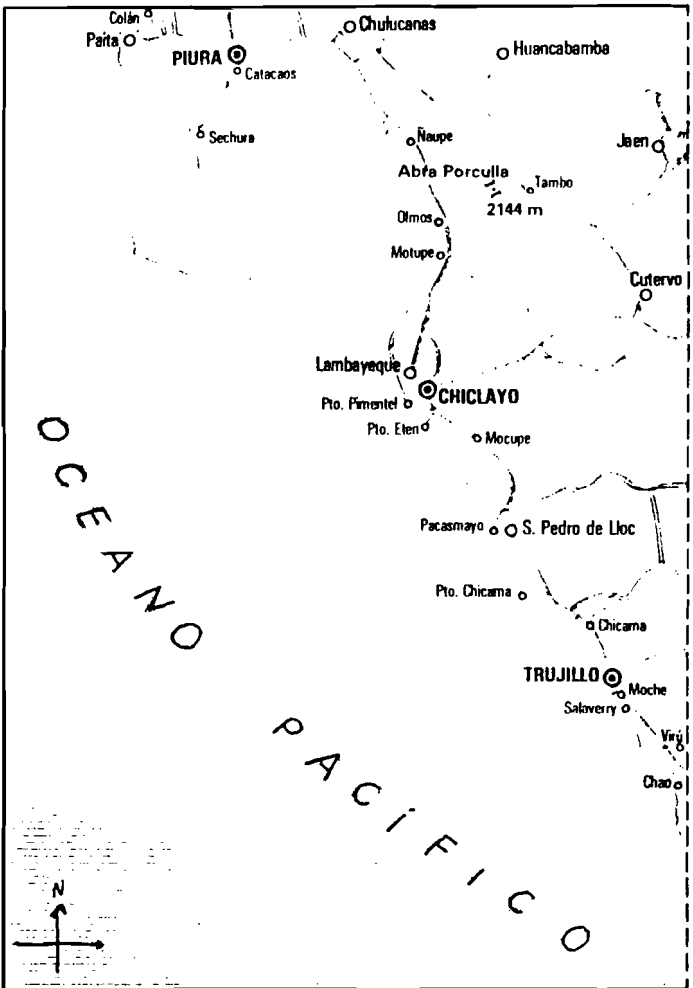 Colán
Chulucanas
Paita
PIURA
Huancabamba
Catacaos
Sechura
Ñaupe
Jaen
Abra Porculla
Tambo
2144 m
Olmos
Motupe
Cutervo
Lambayeque
CHICLAYO
Pto. Pimentel
Pto. Eten
Mocupe
Pacasmayo
S. Pedro de Lloc
Pto. Chicama
Chicama
TRUJILLO
Moche
Salaverry
Virú
Chao
OCEANO
PACÍFICO
N